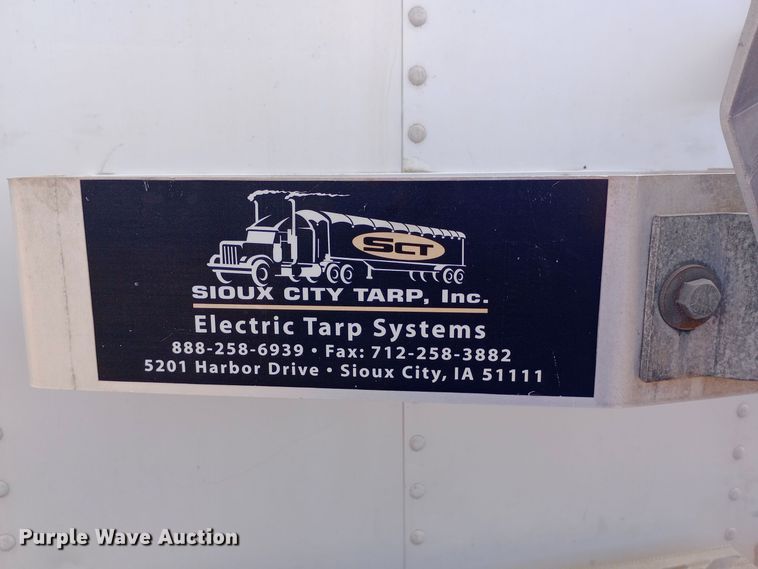 SCT
SIOUX CITY TARP, Inc.
Electric Tarp Systems
888-258-6939 • Fax: 712-258-3882
5201 Harbor Drive • Sioux City, IA 51111
Purple Wave Auction